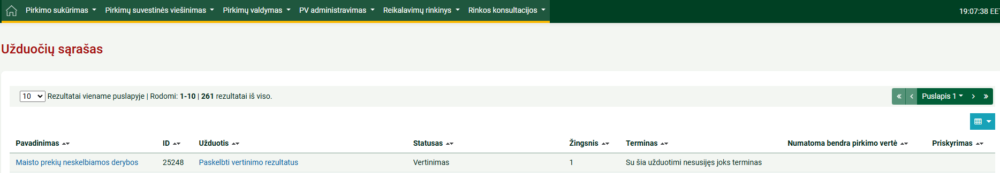 Pirkimo sukūrimas Pirkimų suvestinės viešinimas Pirkimų valdymas PV administravimas Reikalavimų rinkinys Rinkos konsultacijos 19:07:38 EET
Užduočių sąrašas
10 Rezultatai viename puslapyje | Rodomi: 1-10 | 261 rezultatai iš viso. « ‹ Puslapis 1 › »
Pavadinimas ID Užduotis Statusas Žingsnis Terminas Numatoma bendra pirkimo vertė Priskyrimas
Maisto prekių neskelbiamos derybos 25248 Paskelbti vertinimo rezultatus Vertinimas 1 Su šia užduotimi nesusijęs joks terminas